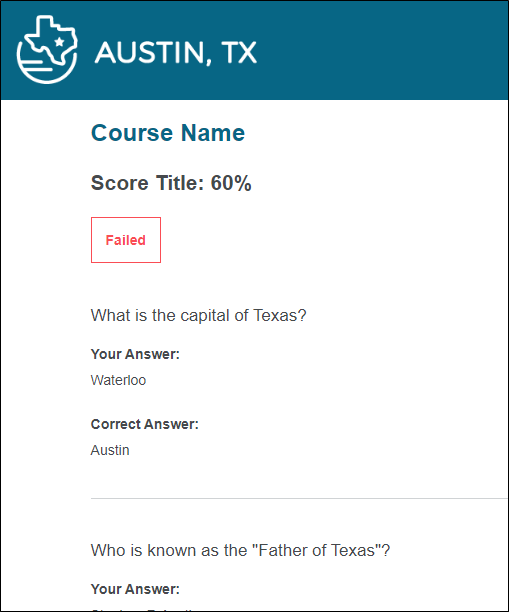 AUSTIN, TX
Course Name
Score Title: 60%
Failed
What is the capital of Texas?
Your Answer:
Waterloo
Correct Answer:
Austin
Who is known as the "Father of Texas"?
Your Answer: